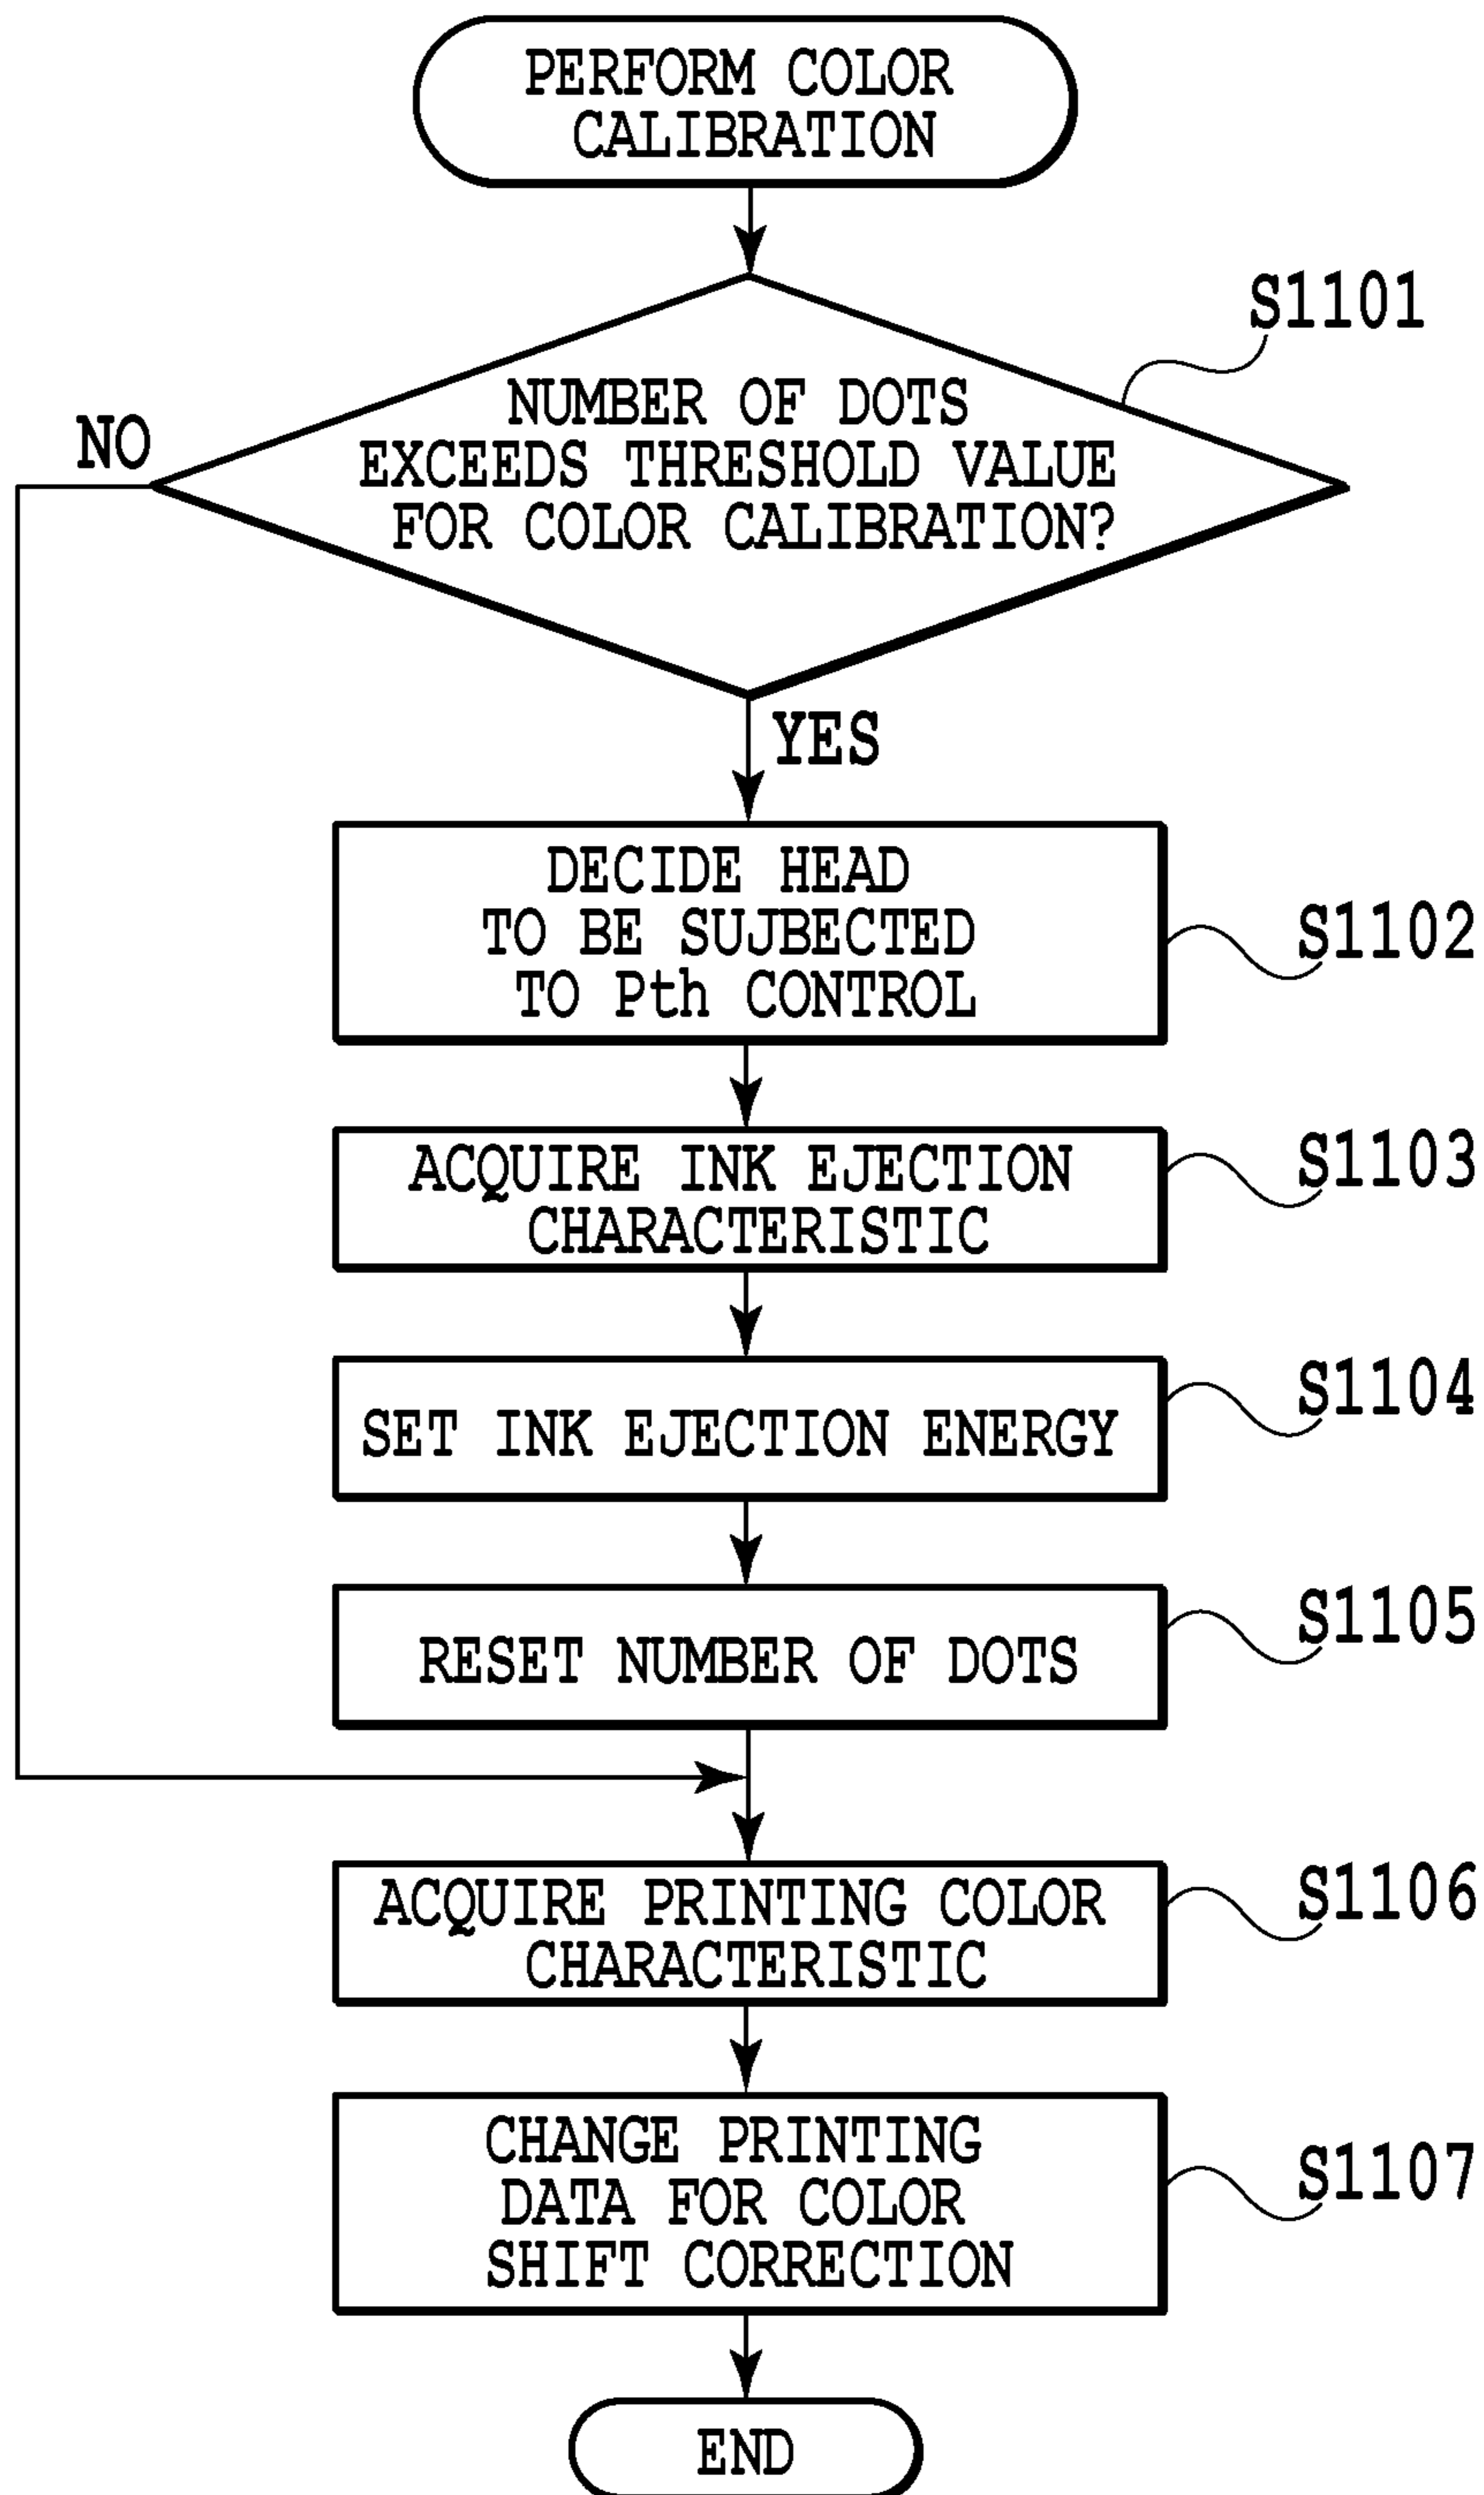 PERFORM COLOR
CALIBRATION
S1101
NUMBER OF DOTS
EXCEEDS THRESHOLD VALUE
FOR COLOR CALIBRATION?
NO
YES
DECIDE HEAD
TO BE SUJBECTED
TO Pth CONTROL
S1102
ACQUIRE INK EJECTION
CHARACTERISTIC
S1103
SET INK EJECTION ENERGY
S1104
RESET NUMBER OF DOTS
S1105
ACQUIRE PRINTING COLOR
CHARACTERISTIC
S1106
CHANGE PRINTING
DATA FOR COLOR
SHIFT CORRECTION
S1107
END